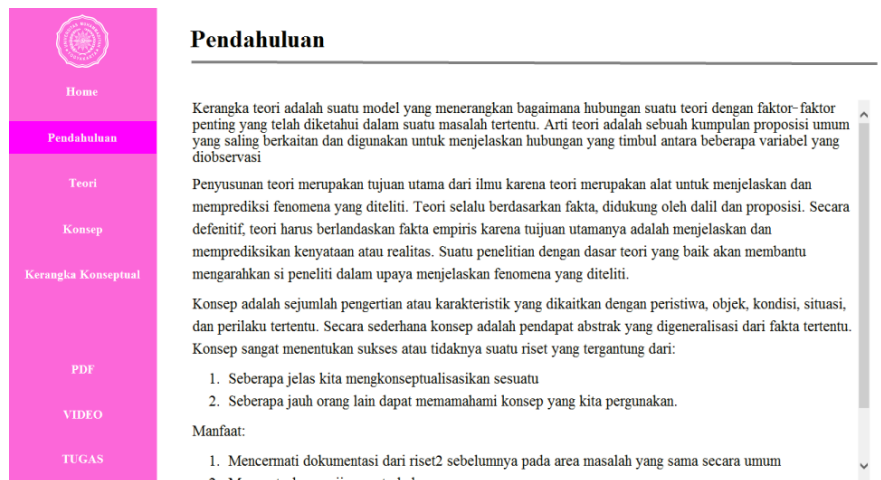 Home
Pendahuluan
Teori
Konsep
Kerangka Konseptual
PDF
VIDEO
TUGAS
Pendahuluan
Kerangka teori adalah suatu model yang menerangkan bagaimana hubungan suatu teori dengan faktor-faktor
penting yang telah diketahui dalam suatu masalah tertentu. Arti teori adalah sebuah kumpulan proposisi umum
yang saling berkaitan dan digunakan untuk menjelaskan hubungan yang timbul antara beberapa variabel yang
diobservasi
Penyusunan teori merupakan tujuan utama dari ilmu karena teori merupakan alat untuk menjelaskan dan
memprediksi fenomena yang diteliti. Teori selalu berdasarkan fakta, didukung oleh dalil dan proposisi. Secara
defenitif, teori harus berlandaskan fakta empiris karena tuijuan utamanya adalah menjelaskan dan
memprediksikan kenyataan atau realitas. Suatu penelitian dengan dasar teori yang baik akan membantu
mengarahkan si peneliti dalam upaya menjelaskan fenomena yang diteliti.
Konsep adalah sejumlah pengertian atau karakteristik yang dikaitkan dengan peristiwa, objek, kondisi, situasi,
dan perilaku tertentu. Secara sederhana konsep adalah pendapat abstrak yang digeneralisasi dari fakta tertentu.
Konsep sangat menentukan sukses atau tidaknya suatu riset yang tergantung dari:
1. Seberapa jelas kita mengkonseptualisasikan sesuatu
2. Seberapa jauh orang lain dapat memamahami konsep yang kita pergunakan.
Manfaat:
1. Mencermati dokumentasi dari riset2 sebelumnya pada area masalah yang sama secara umum